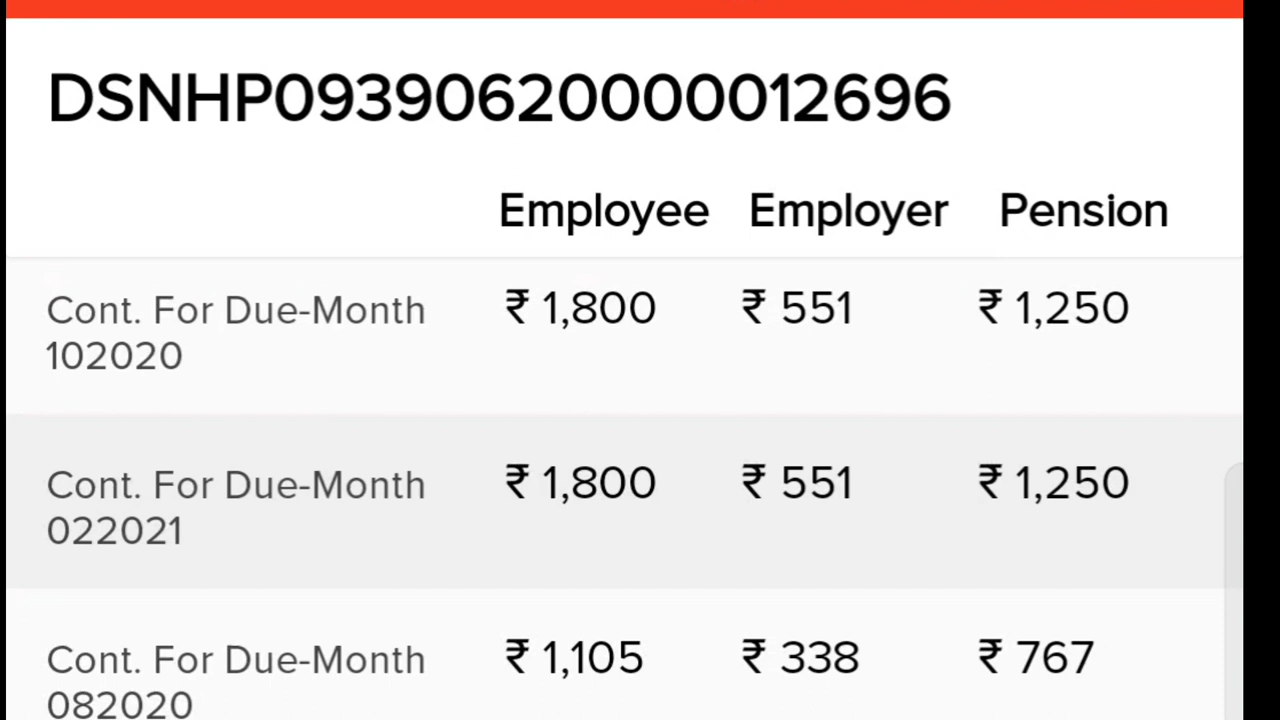 DSNHP09390620000012696
Employee Employer Pension
Cont. For Due-Month ₹ 1,800 ₹ 551 ₹ 1,250
102020
Cont. For Due-Month ₹ 1,800 ₹ 551 ₹ 1,250
022021
Cont. For Due-Month ₹ 1,105 ₹ 338 ₹ 767
082020